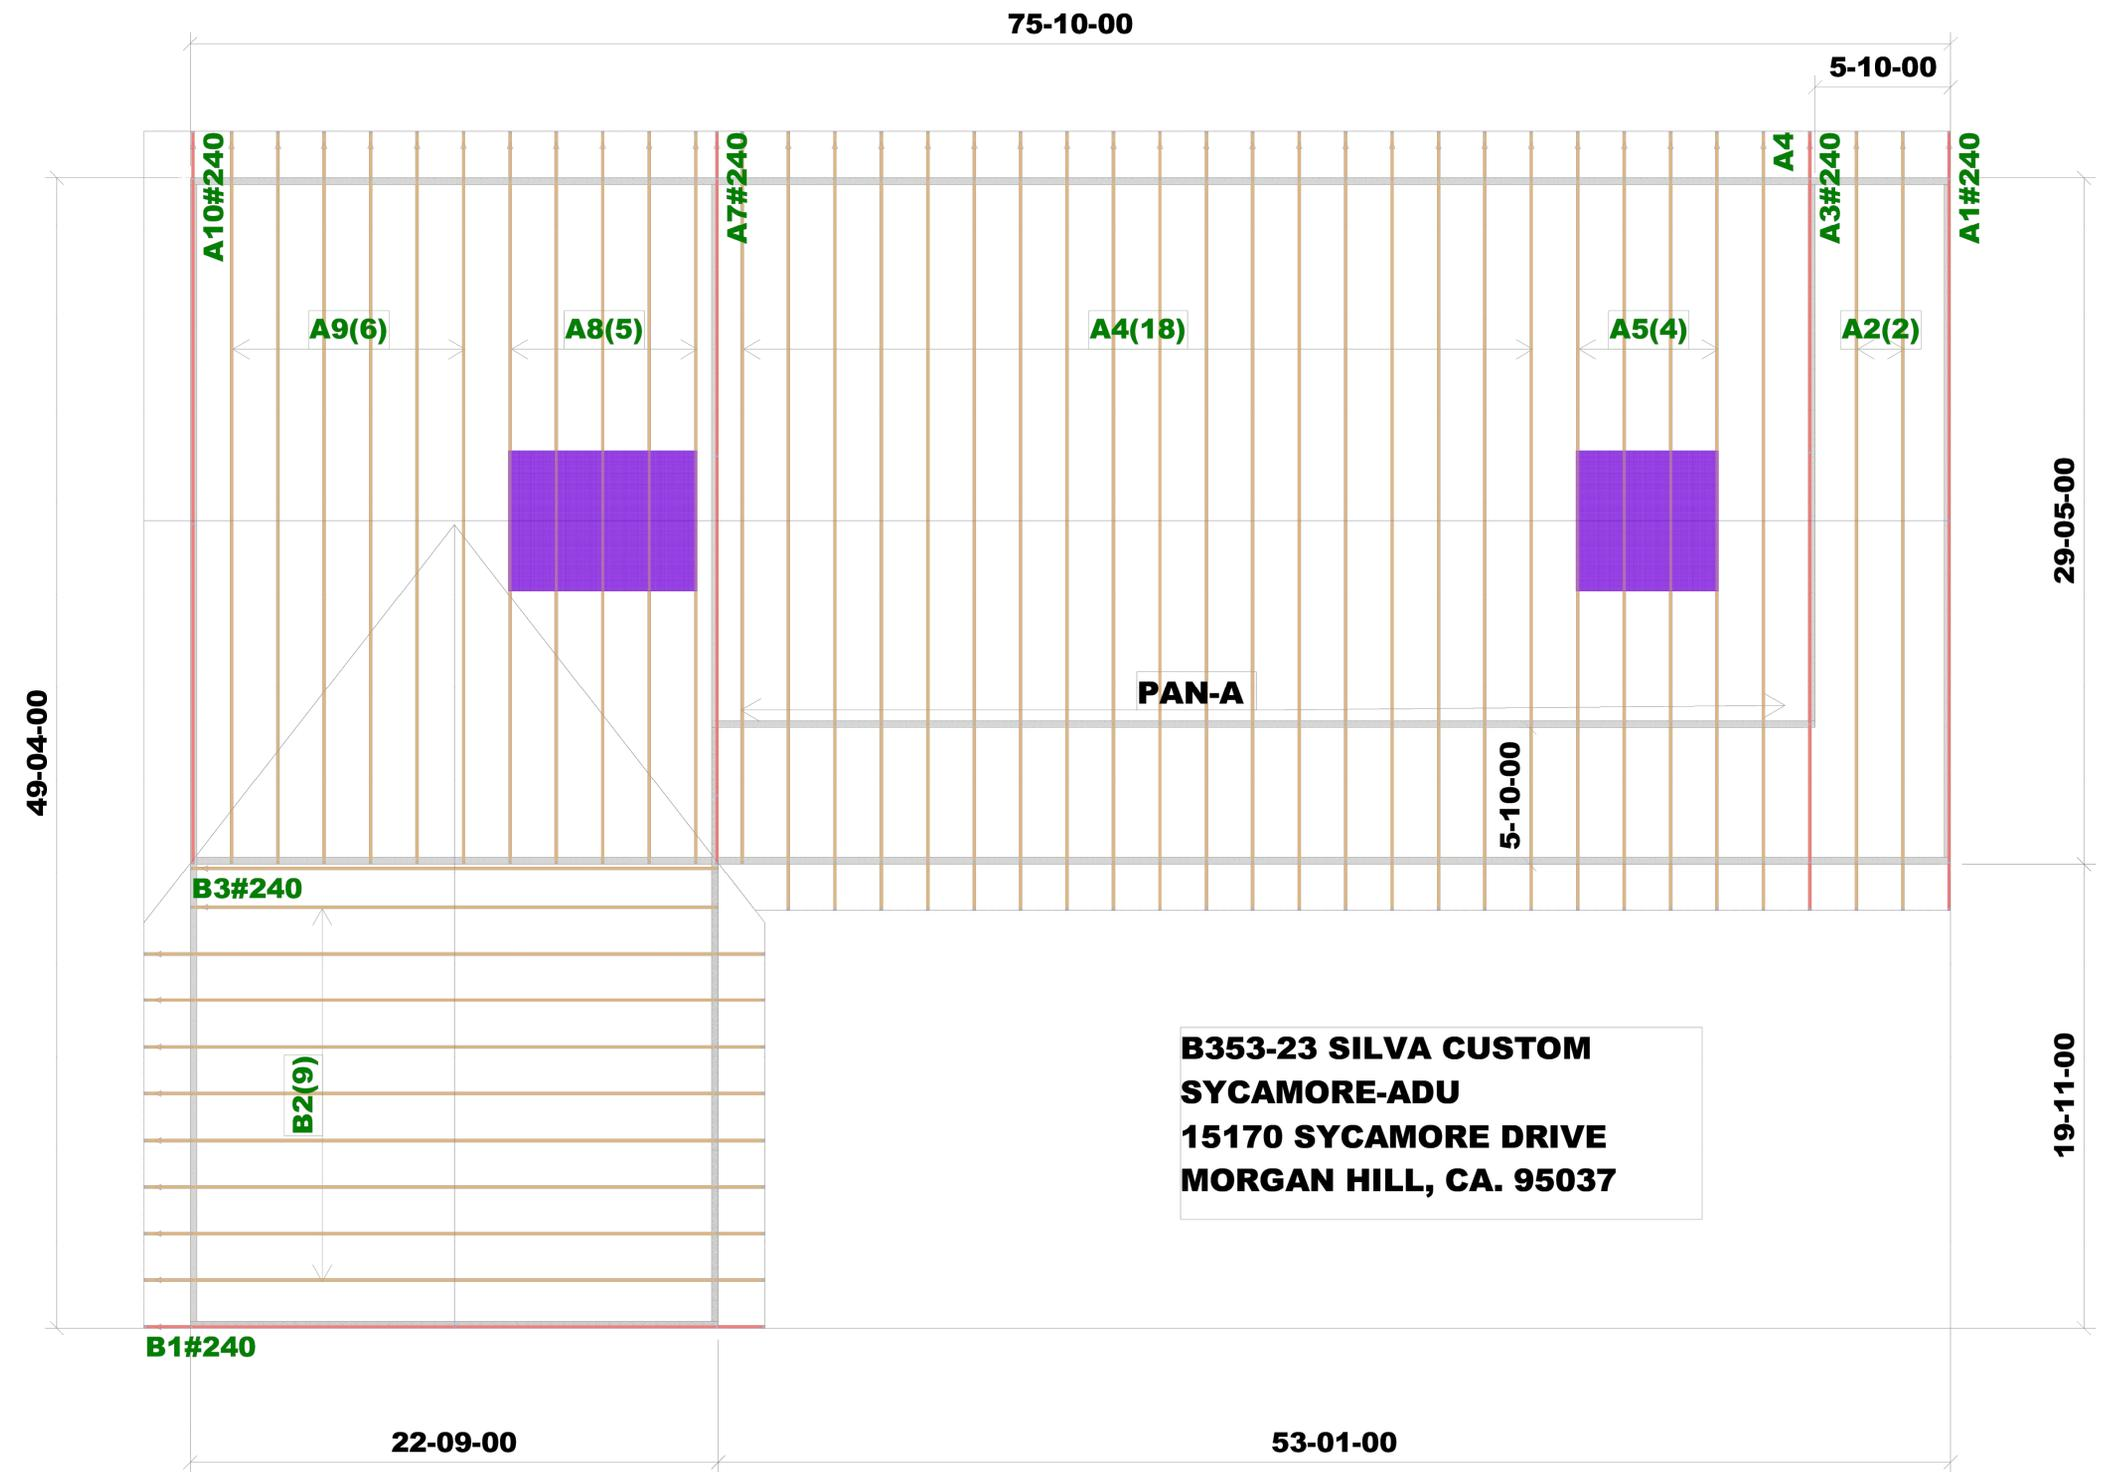 75-10-00
5-10-00
A10#240
A7#240
A4
A3#240
A1#240
A9(6)
A8(5)
A4(18)
A5(4)
A2(2)
29-05-00
PAN-A
49-04-00
5-10-00
B3#240
B2(9)
B353-23 SILVA CUSTOM
SYCAMORE-ADU
15170 SYCAMORE DRIVE
MORGAN HILL, CA. 95037
19-11-00
B1#240
22-09-00
53-01-00